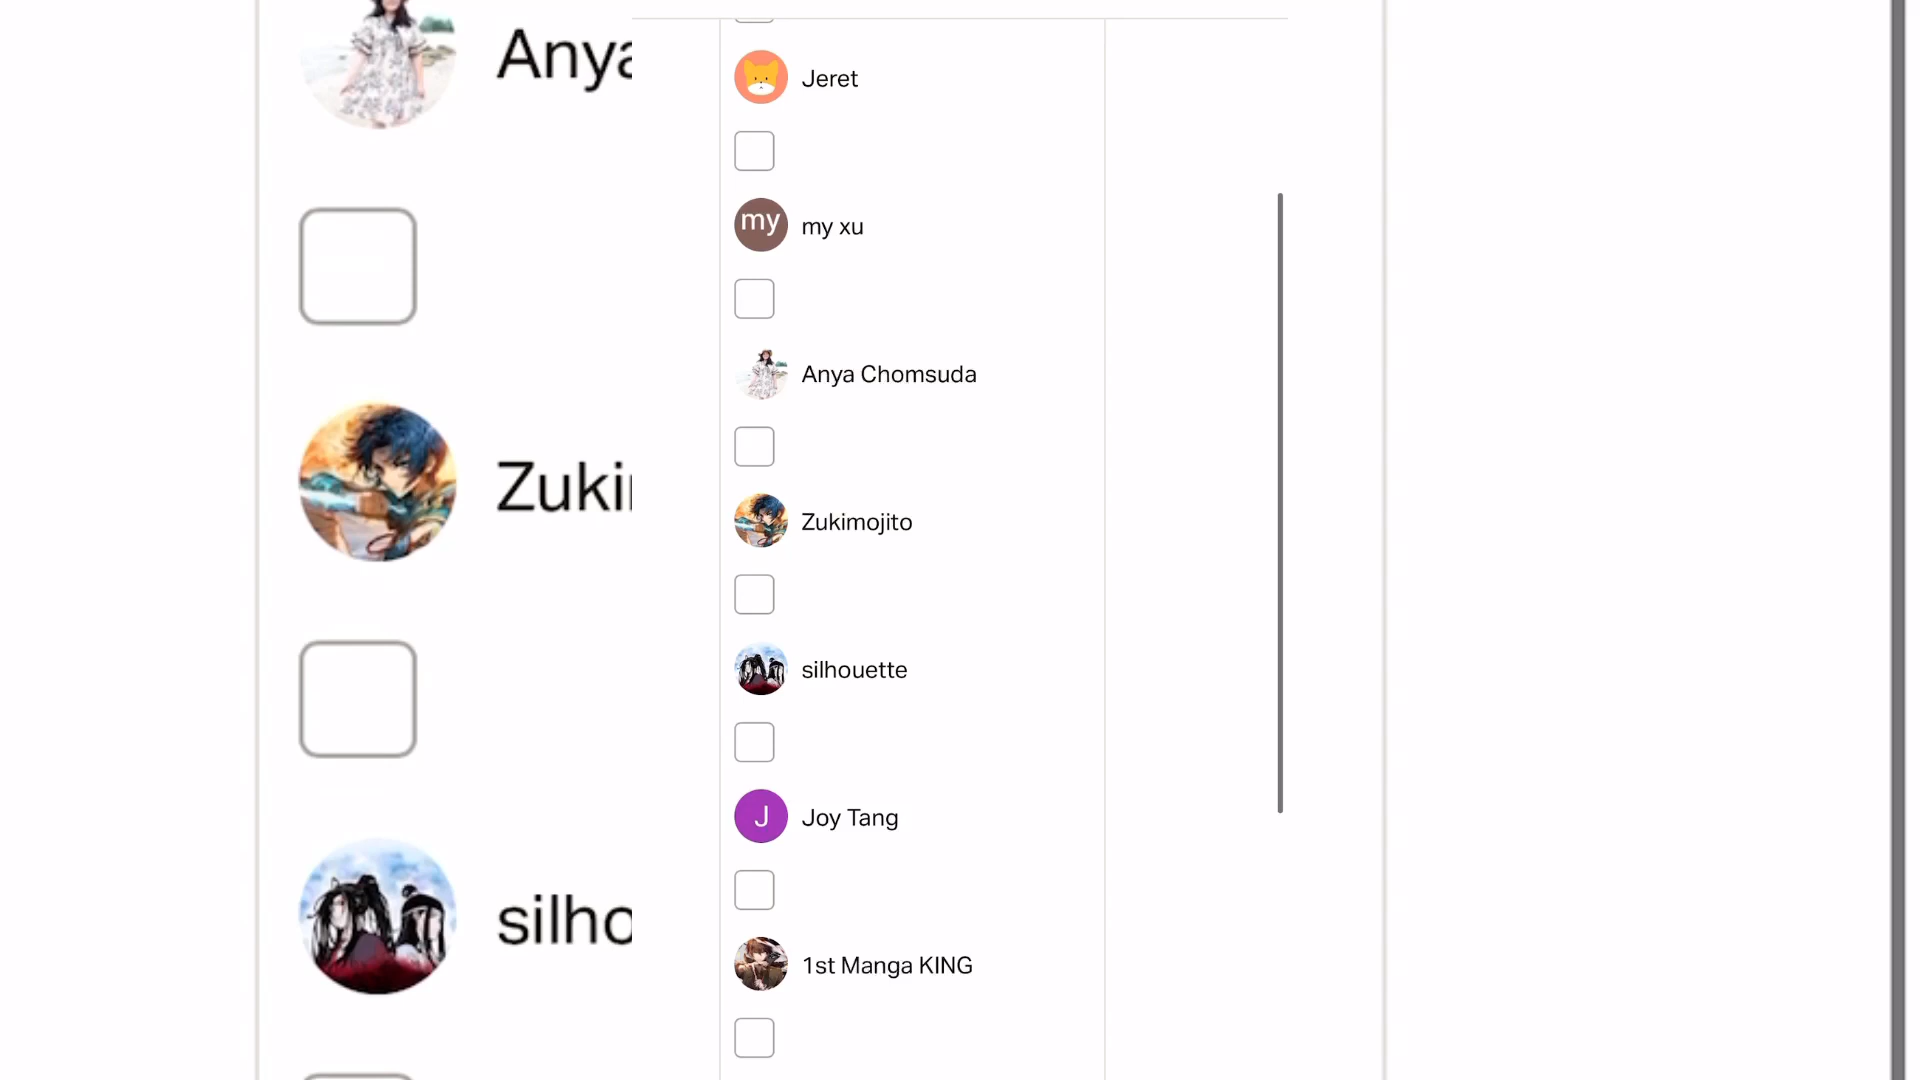 Anya
Zuki
silho
Jeret
my
my xu
Anya Chomsuda
Zukimojito
silhouette
J
Joy Tang
1st Manga KING